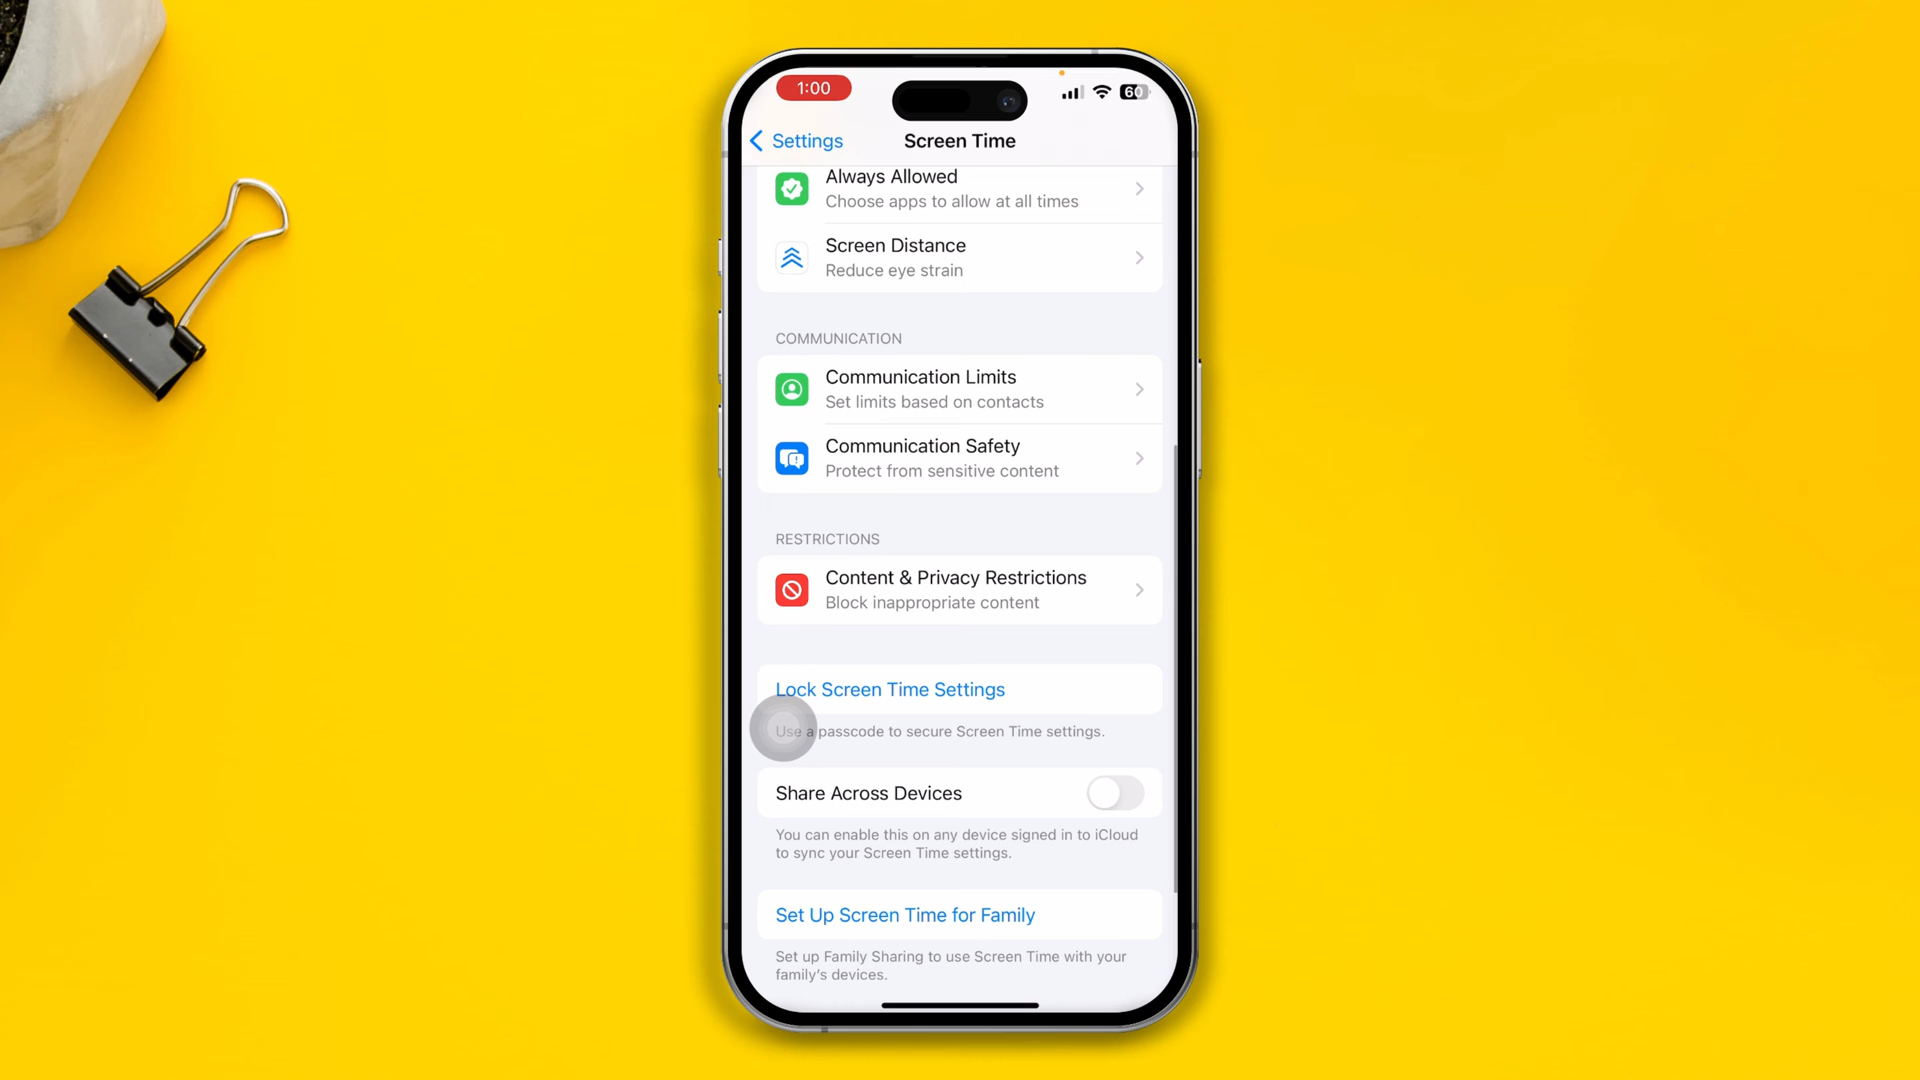 1:00
60
Settings
Screen Time
Always Allowed
Choose apps to allow at all times
Screen Distance
Reduce eye strain
COMMUNICATION
Communication Limits
Set limits based on contacts
Communication Safety
Protect from sensitive content
RESTRICTIONS
Content & Privacy Restrictions
Block inappropriate content
Lock Screen Time Settings
Use a passcode to secure Screen Time settings.
Share Across Devices
You can enable this on any device signed in to iCloud
to sync your Screen Time settings.
Set Up Screen Time for Family
Set up Family Sharing to use Screen Time with your
family's devices.